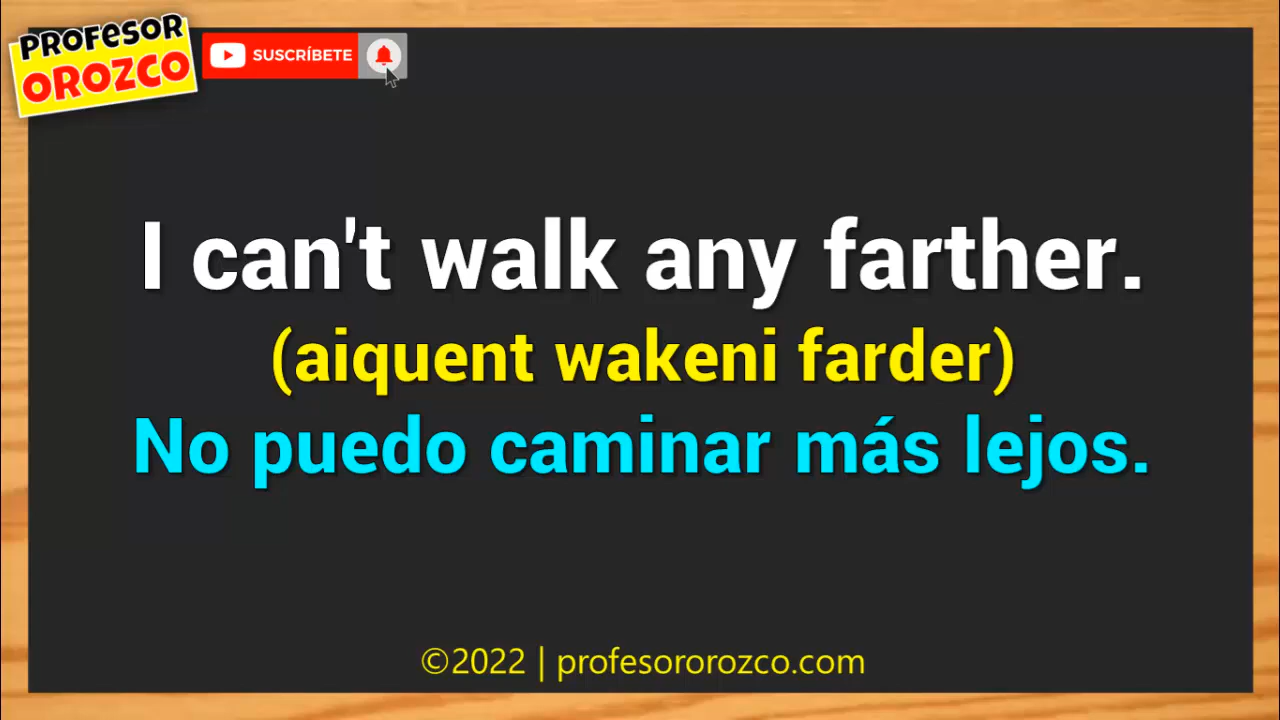 PROFESOR
OROZCO
SUSCRÍBETE
I can't walk any farther.
(aiquent wakeni farder)
No puedo caminar más lejos.
©2022 | profesororozco.com